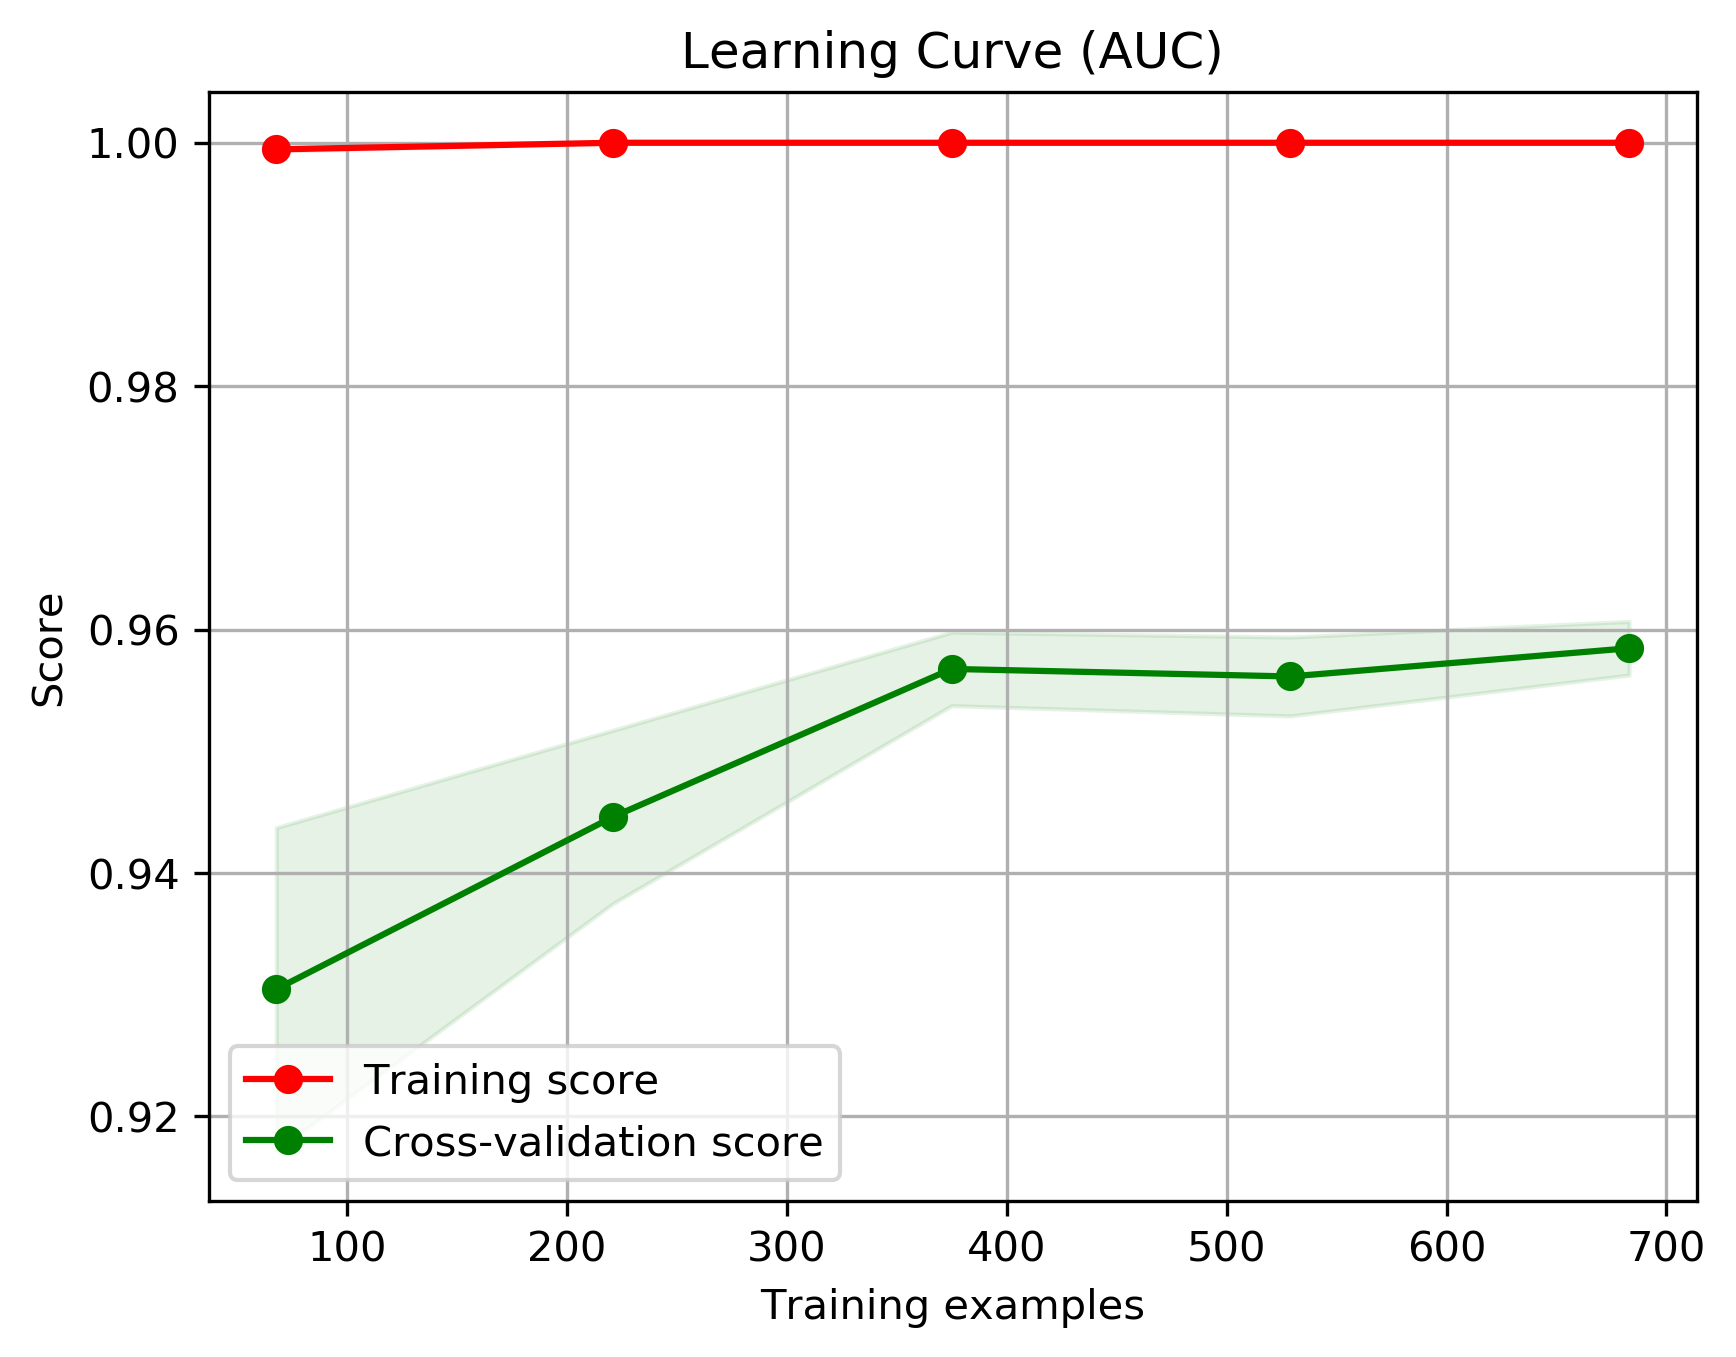 Learning Curve (AUC)
1.00
0.98
0.96
0.94
0.92
Score
Training score
Cross-validation score
100 200 300 400 500 600 700
Training examples